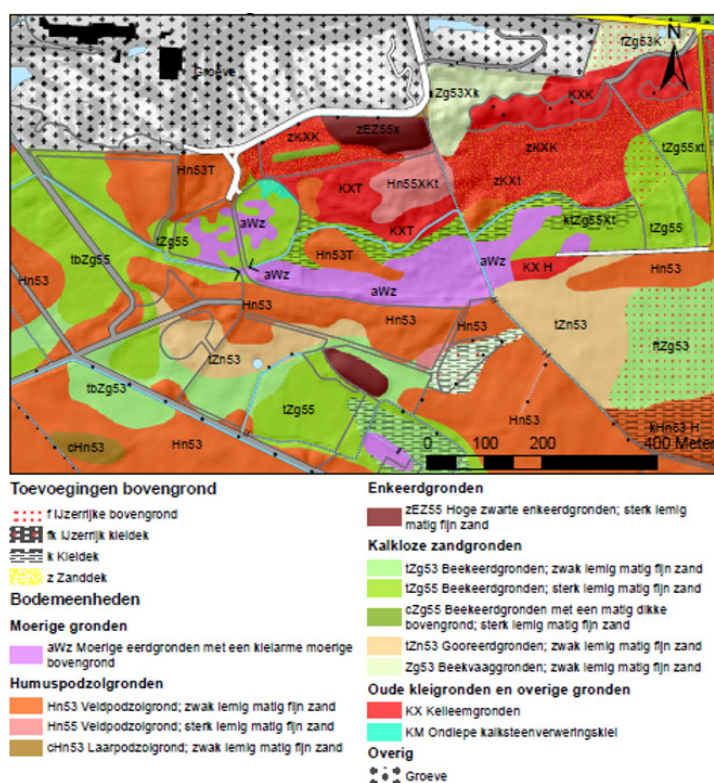 N
Groeve
fZg53K
Zg53Xk
KXK
zEZ55x
zKXK
zKXK
tZg55xt
Hn53T
KXT
Hn55XKt
zKXt
aWz
KXT
ktZg55Xt
tZg55
tZg55
tbZg55
Hn53T
aWz
aWz
aWz
KX H
Hn53
Hn53
Hn53
Hn53
tZn53
tZn53
ftZg53
tbZg53
tZg55
Hn53
kHn53 H
cHn53
Hn53
0 100 200 400 Meter
Toevoegingen bovengrond
f IJzerrijke bovengrond
fk IJzerrijk kleidek
k Kleidek
z Zanddek
Bodemeenheden
Moerige gronden
aWz Moerige eerdgronden met een kleiarme moerige
bovengrond
Humuspodzolgronden
Hn53 Veldpodzolgrond; zwak lemig matig fijn zand
Hn55 Veldpodzolgrond; sterk lemig matig fijn zand
cHn53 Laarpodzolgrond; zwak lemig matig fijn zand
Enkeerdgronden
zEZ55 Hoge zwarte enkeerdgronden; sterk lemig
matig fijn zand
Kalkloze zandgronden
tZg53 Beekeerdgronden; zwak lemig matig fijn zand
tZg55 Beekeerdgronden; sterk lemig matig fijn zand
cZg55 Beekeerdgronden met een matig dikke
bovengrond; sterk lemig matig fijn zand
tZn53 Gooreerdgronden; zwak lemig matig fijn zand
Zg53 Beekvaaggronden; zwak lemig matig fijn zand
Oude kleigronden en overige gronden
KX Keileemgronden
KM Ondiepe kalksteenverweringsklei
Overig
Groeve